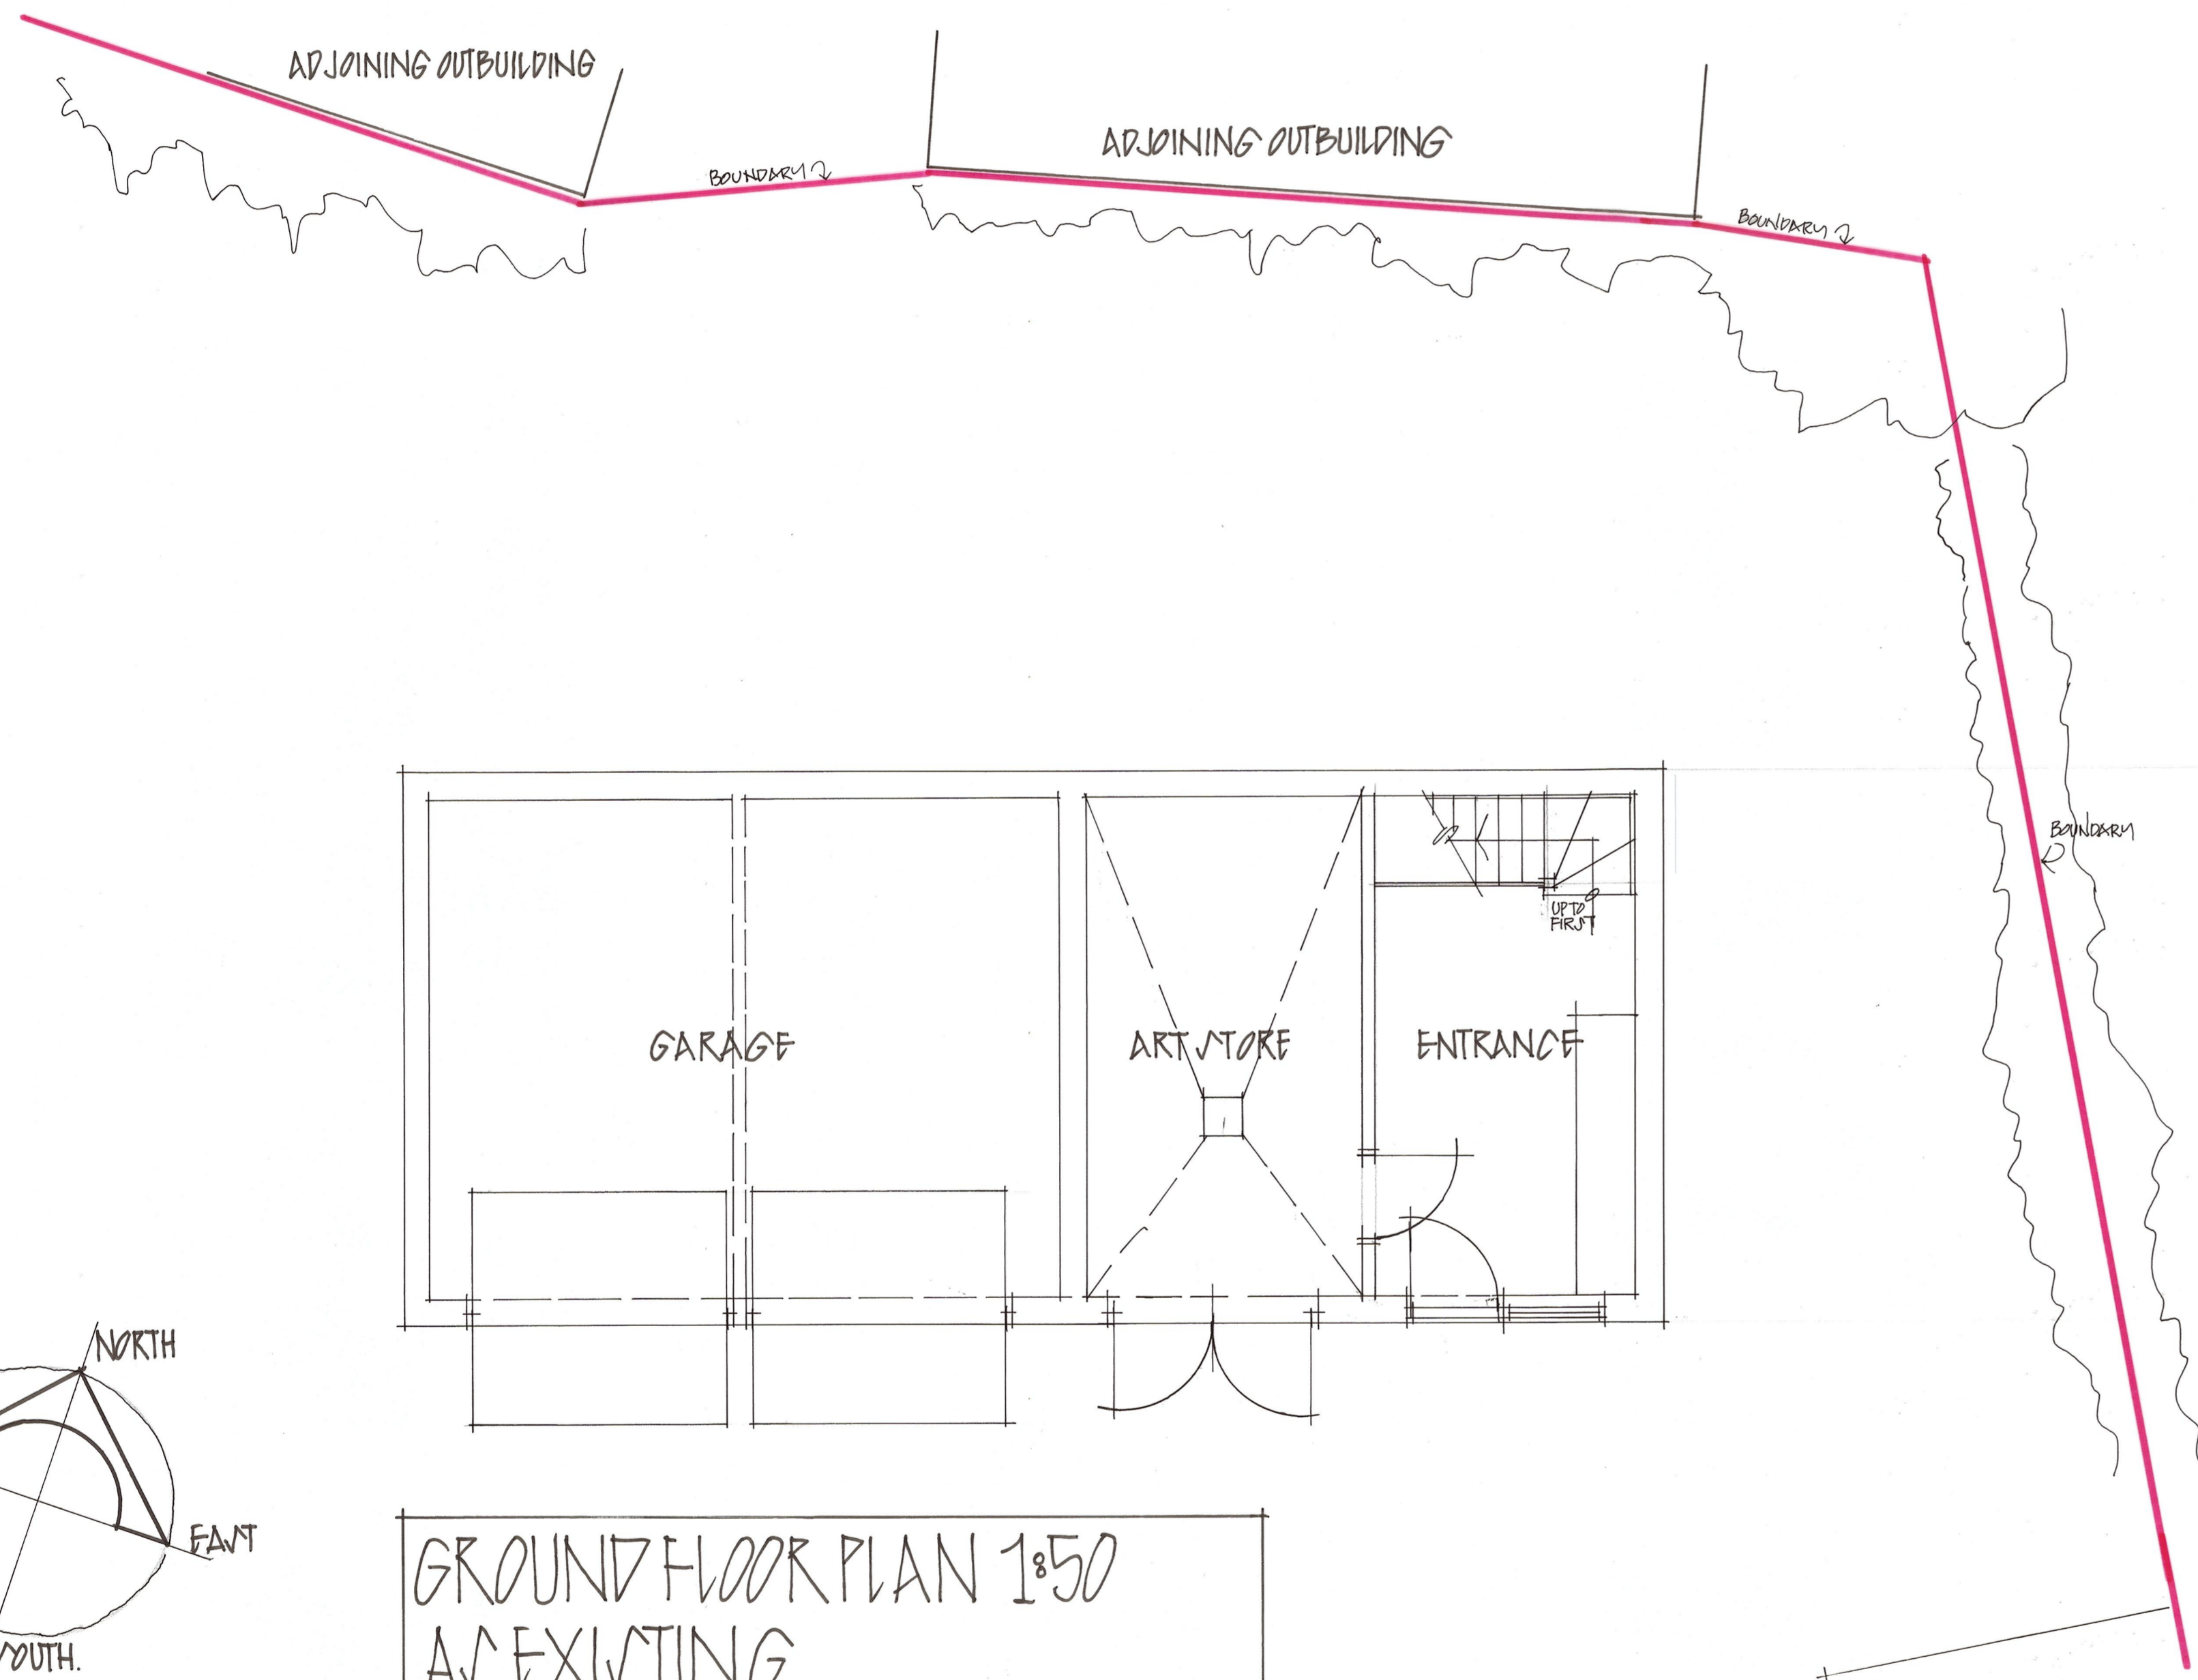 ADJOINING OUTBUILDING
ADJOINING OUTBUILDING
BOUNDARY
BOUNDARY
BOUNDARY
UP TO
FIRST
GARAGE
ART STORE
ENTRANCE
NORTH
EAST
SOUTH.
GROUND FLOOR PLAN 1:50
AS EXISTING